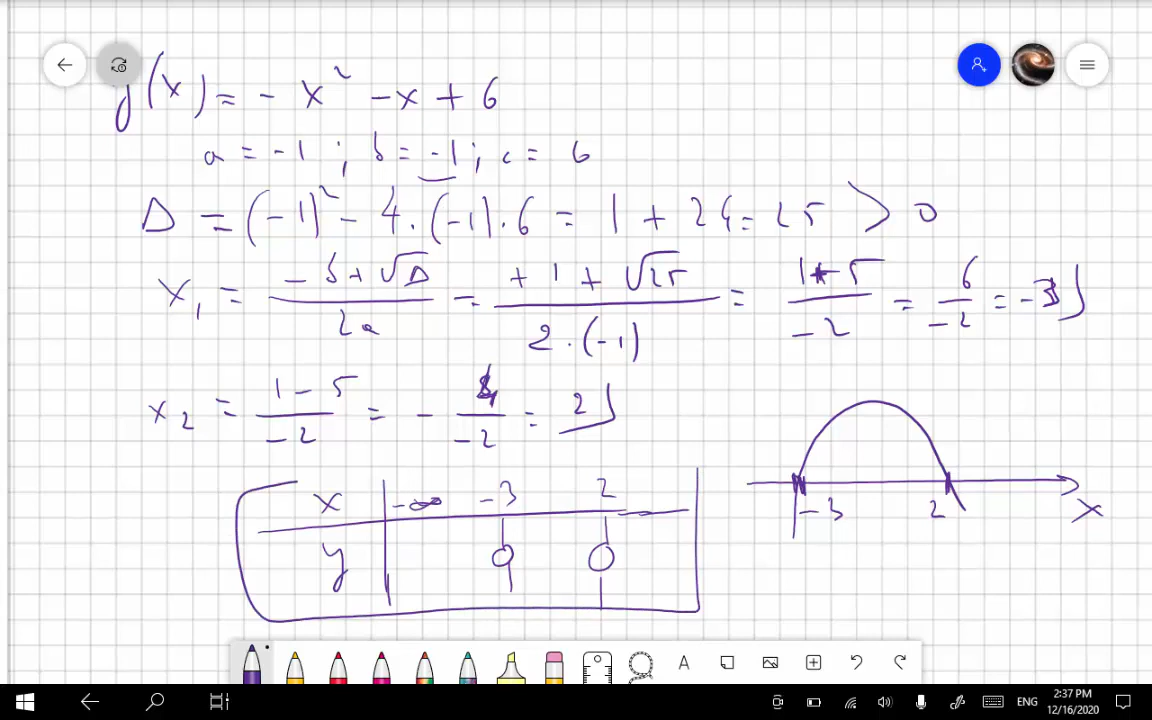 y(x) = - x² - x + 6
a = -1 ; b = -1 ; c = 6
Δ = (-1)² - 4 · (-1) · 6 = 1 + 24 = 25 > 0
x₁ = (-b + √Δ)/(2a) = (+1 + √25)/(2 · (-1)) = (1 + 5)/(-2) = 6/(-2) = -3
x₂ = (1 - 5)/(-2) = - 4/(-2) = 2
x -∞ -3 2
y 0 0
-3 2 x
A
ENG
2:37 PM
12/16/2020